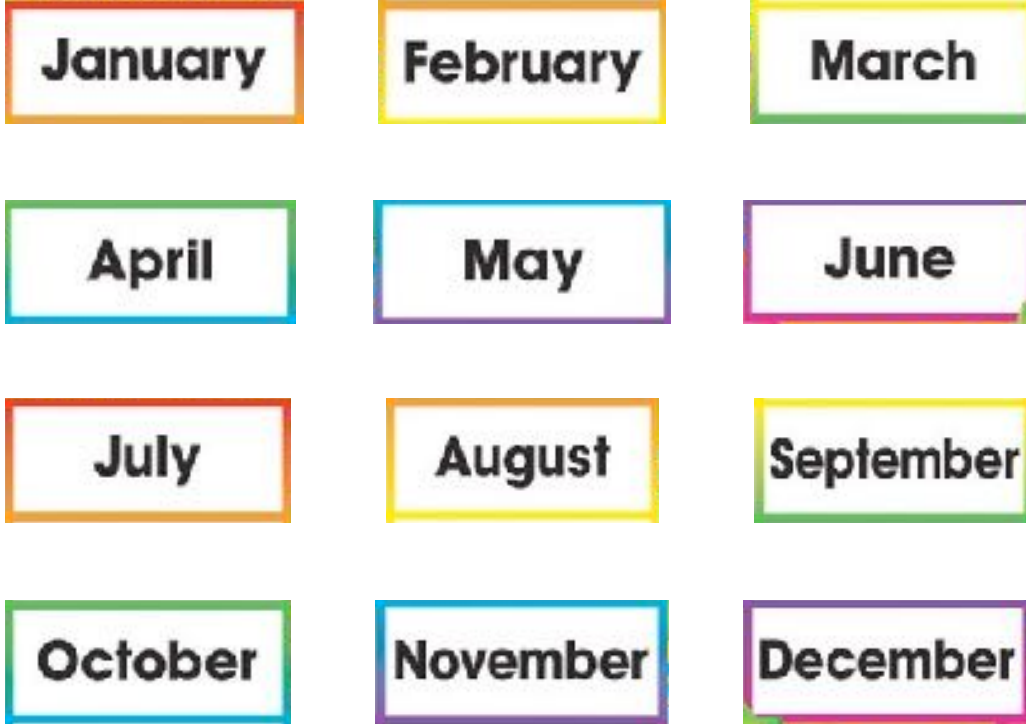 January
February
March
April
May
June
July
August
September
October
November
December